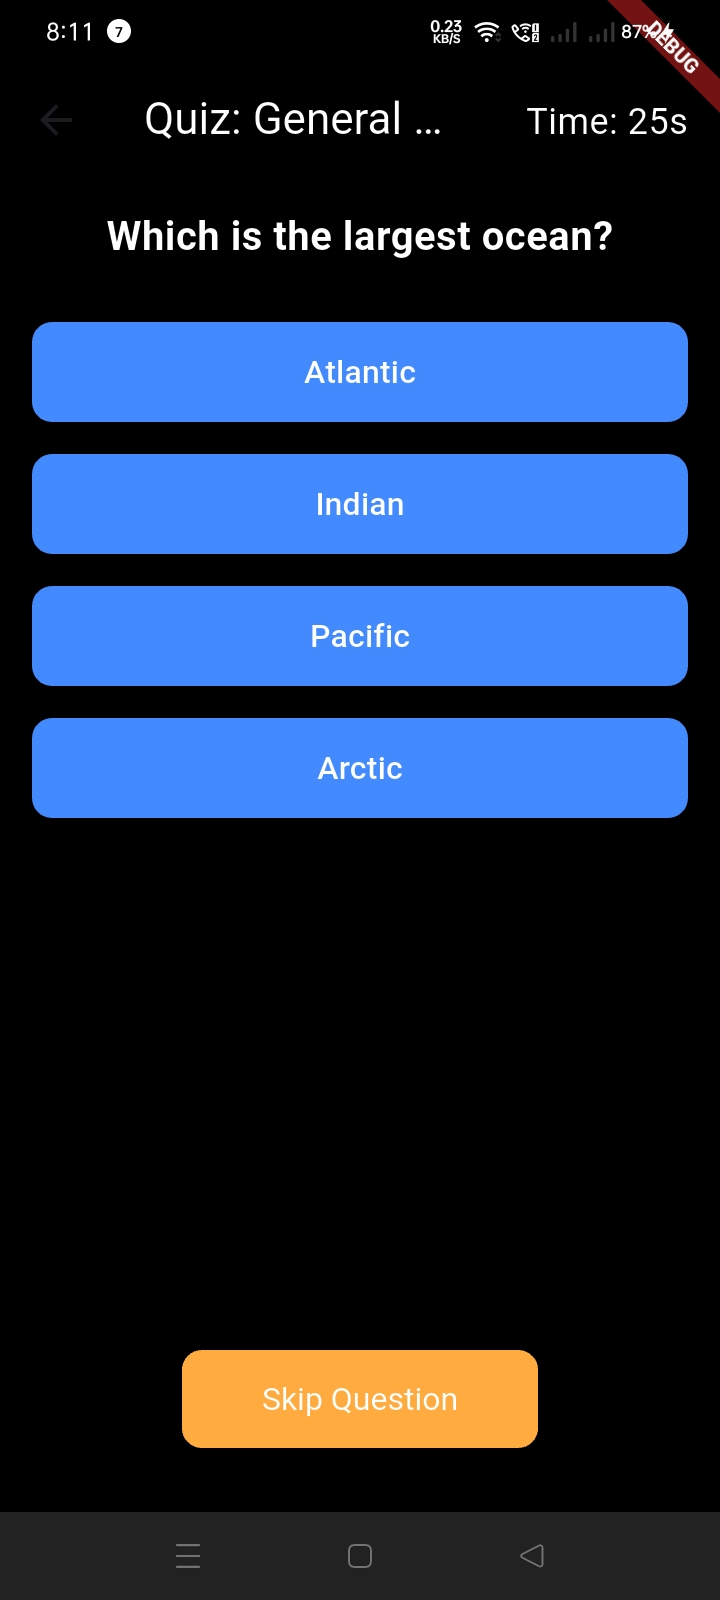 8:11 7 0.23 KB/S 87%
DEBUG
Quiz: General ... Time: 25s
Which is the largest ocean?
Atlantic
Indian
Pacific
Arctic
Skip Question